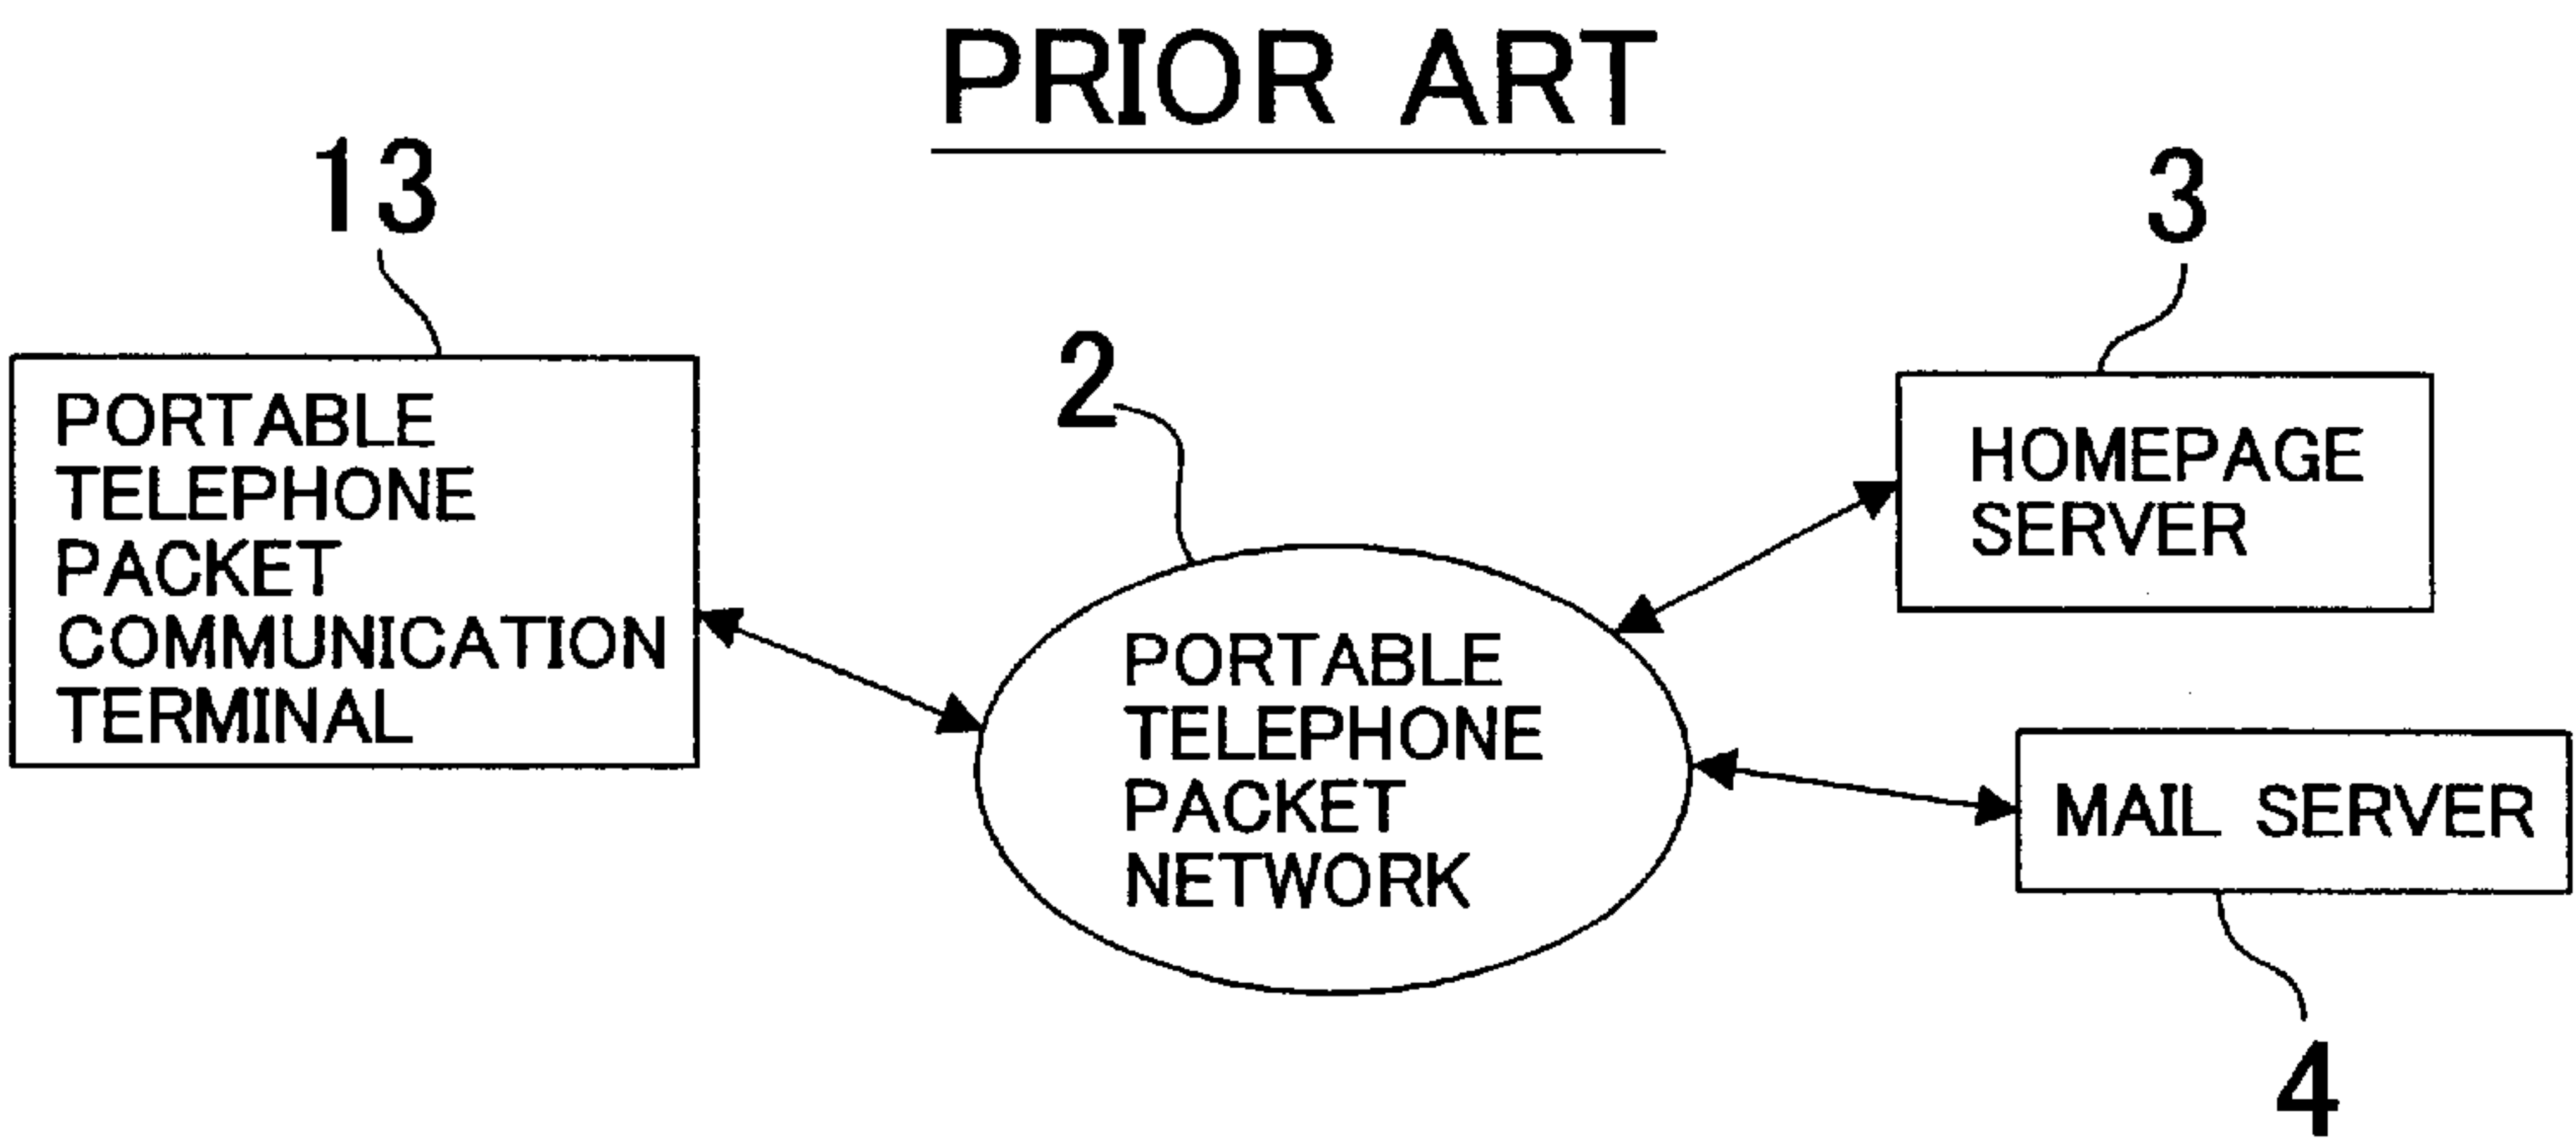 PRIOR ART
13
3
2
PORTABLE
TELEPHONE
PACKET
COMMUNICATION
TERMINAL
HOMEPAGE
SERVER
PORTABLE
TELEPHONE
PACKET
NETWORK
MAIL SERVER
4